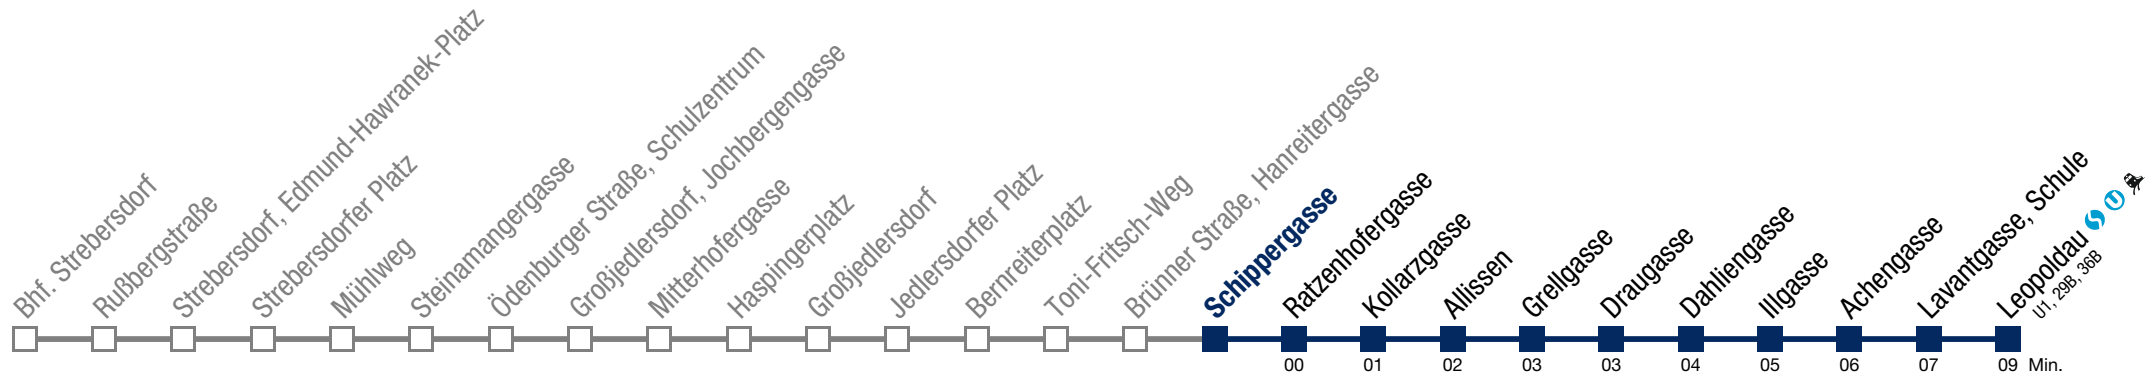 Bhf. Strebersdorf
Rußbergstraße
Strebersdorf, Edmund-Hawranek-Platz
Strebersdorfer Platz
Mühlweg
Steinamangergasse
Ödenburger Straße, Schulzentrum
Großjedlersdorf, Jochbergengasse
Mitterhofergasse
Haspingerplatz
Großjedlersdorf
Jedlersdorfer Platz
Bernreiterplatz
Toni-Fritsch-Weg
Brünner Straße, Hanreitergasse
Schippergasse
Ratzenhofergasse
Kollarzgasse
Allissen
Grellgasse
Draugasse
Dahliengasse
Illgasse
Achengasse
Lavantgasse, Schule
Leopoldau S U
U1, 29B, 36B
00 01 02 03 03 04 05 06 07 09 Min.